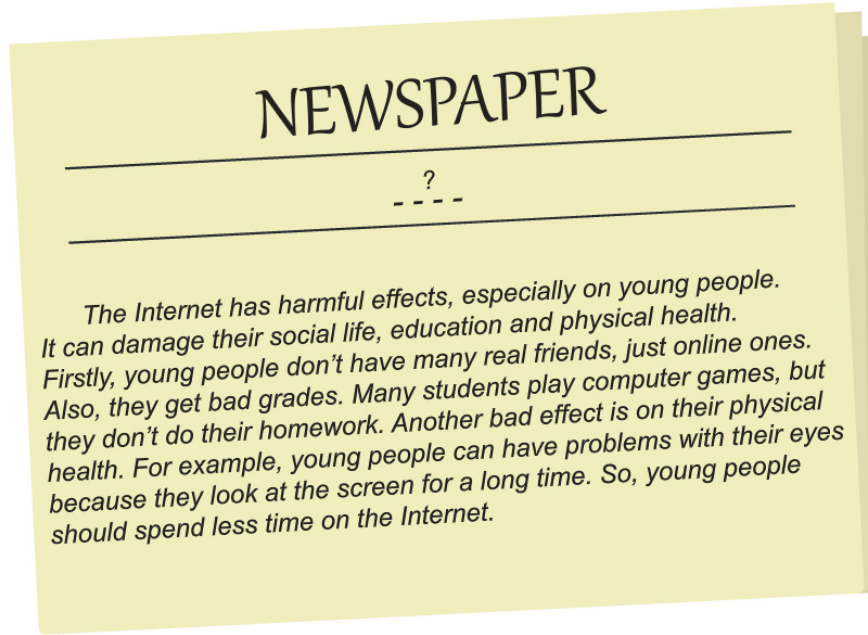 NEWSPAPER
?
- - - -
The Internet has harmful effects, especially on young people.
It can damage their social life, education and physical health.
Firstly, young people don't have many real friends, just online ones.
Also, they get bad grades. Many students play computer games, but
they don't do their homework. Another bad effect is on their physical
health. For example, young people can have problems with their eyes
because they look at the screen for a long time. So, young people
should spend less time on the Internet.